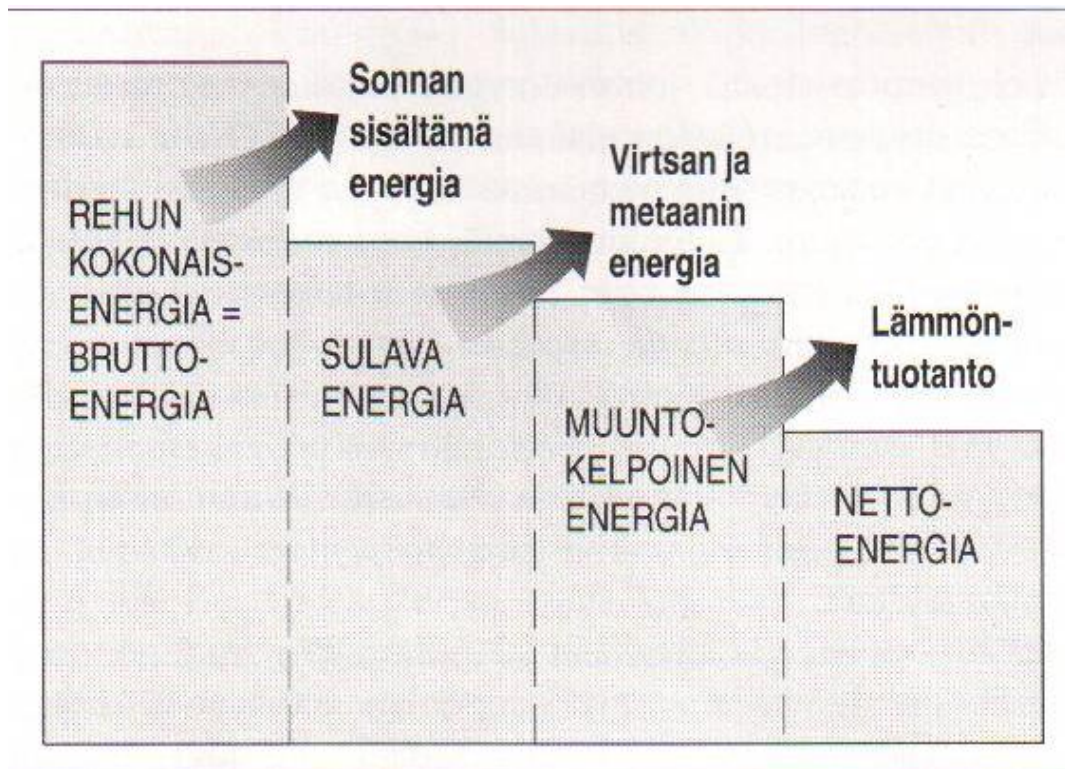 Sonnan
sisältämä
energia
Virtsan ja
metaanin
energia
Lämmön-
tuotanto
REHUN
KOKONAIS-
ENERGIA =
BRUTTO-
ENERGIA
SULAVA
ENERGIA
MUUNTO-
KELPOINEN
ENERGIA
NETTO-
ENERGIA